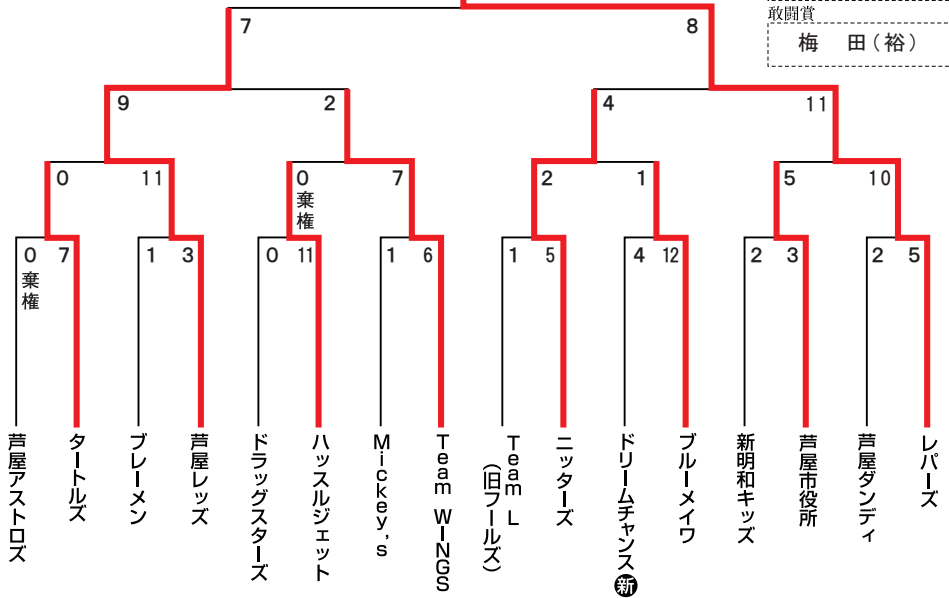 敢闘賞
梅 田（裕）
7 8
9 2 4 11
0 11 0 7 2 1 5 10
棄権
0 7 1 3 0 11 1 6 1 5 4 12 2 3 2 5
棄権
芦屋アストロズ
タートルズ
ブレーメン
芦屋レッズ
ドラッグスターズ
ハッスルジェット
Mickey,s
Team WINGS
Team L
（旧フールズ）
ニッターズ
ドリームチャンス 新
ブルーメイワ
新明和キッズ
芦屋市役所
芦屋ダンディ
レパーズ